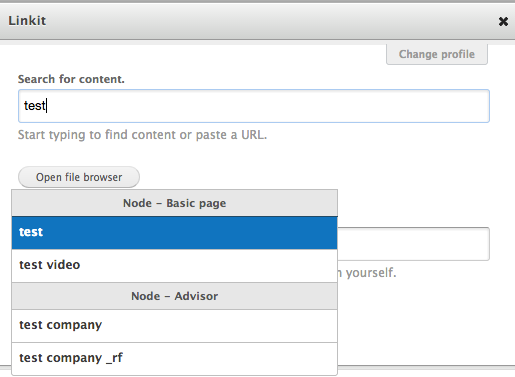 Linkit
Change profile
Search for content.
test
Start typing to find content or paste a URL.
Open file browser
Node - Basic page
test
test video
yourself.
Node - Advisor
test company
test company _rf